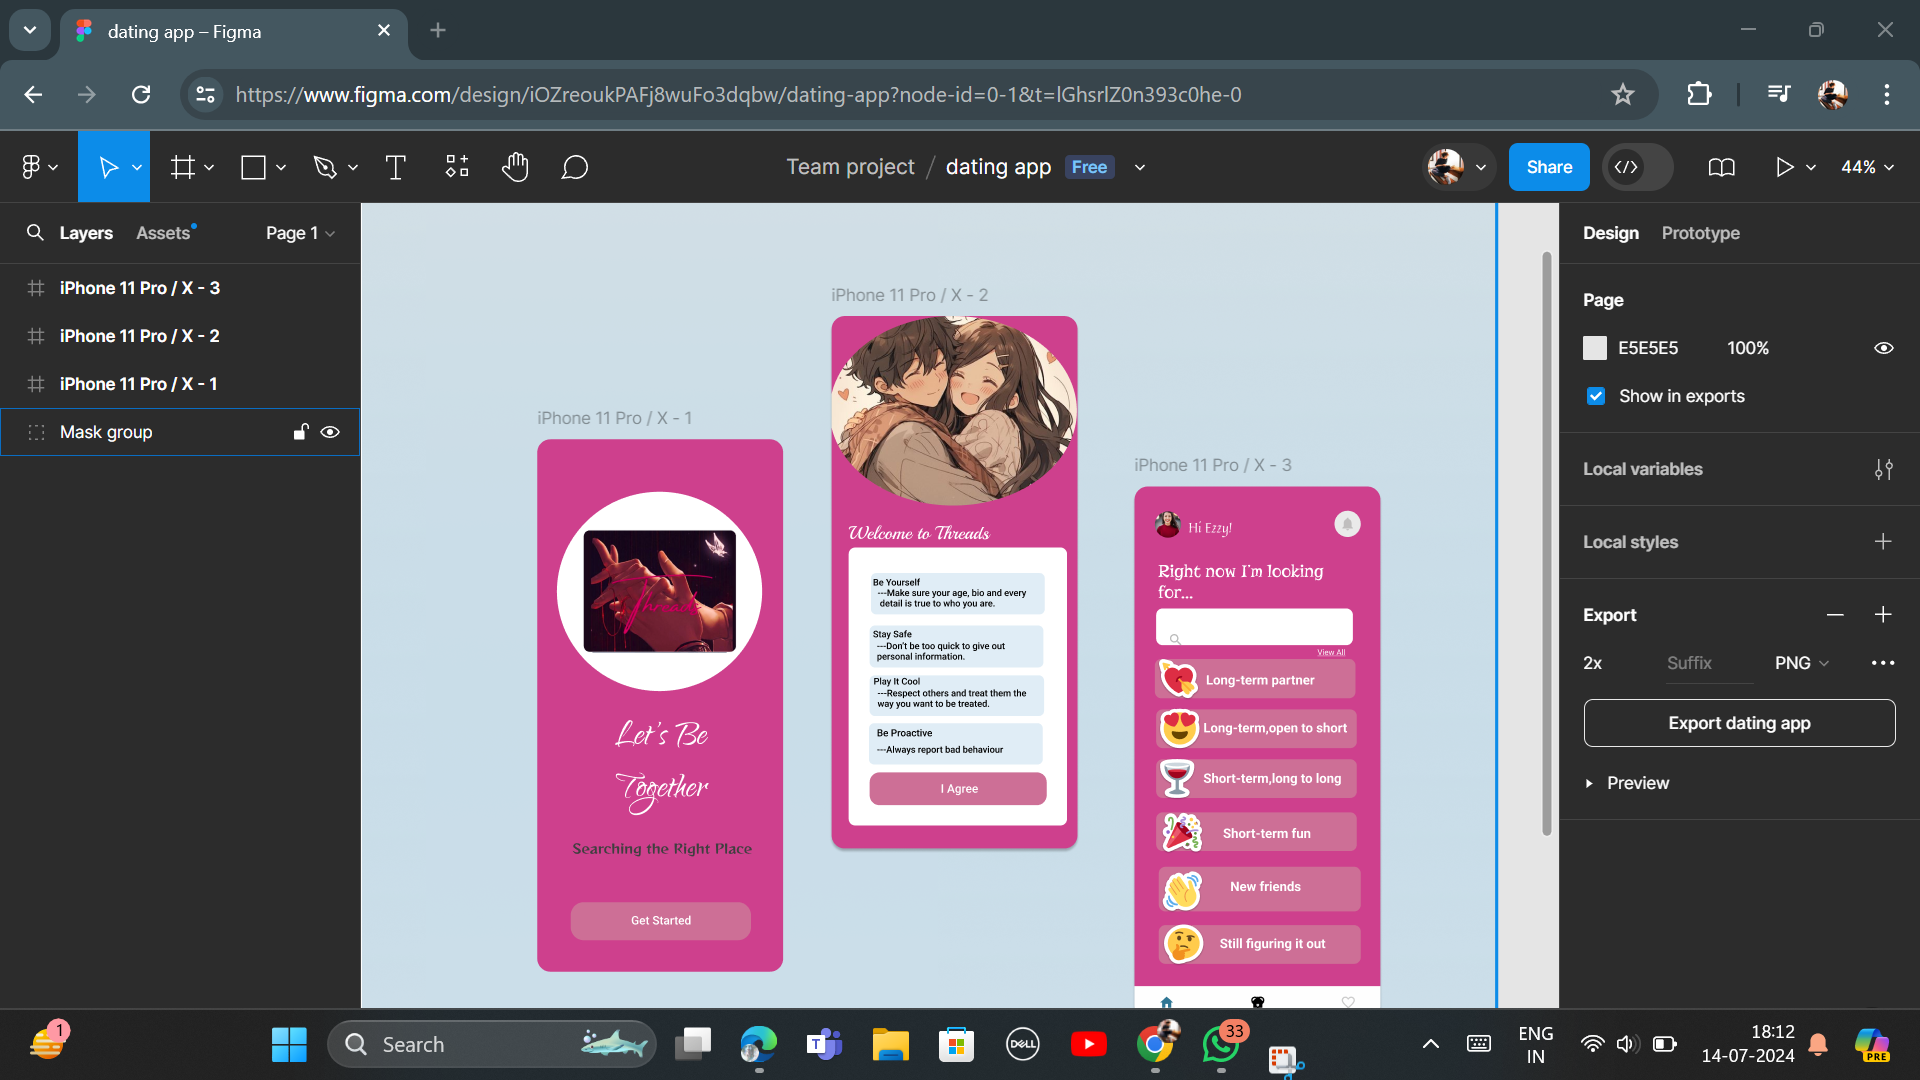 dating app – Figma
https://www.figma.com/design/iOZreoukPAFj8wuFo3dqbw/dating-app?node-id=0-1&t=lGhsrlZ0n393c0he-0
Team project / dating app Free
Share
44%
Layers Assets Page 1
iPhone 11 Pro / X - 3
iPhone 11 Pro / X - 2
iPhone 11 Pro / X - 1
Mask group
iPhone 11 Pro / X - 1
Threads
Let's Be
Together
Searching the Right Place
Get Started
iPhone 11 Pro / X - 2
Welcome to Threads
Be Yourself
---Make sure your age, bio and every
detail is true to who you are.
Stay Safe
---Don't be too quick to give out
personal information.
Play It Cool
---Respect others and treat them the
way you want to be treated.
Be Proactive
---Always report bad behaviour
I Agree
iPhone 11 Pro / X - 3
Hi Ezzy!
Right now I'm looking
for...
View All
Long-term partner
Long-term,open to short
Short-term,long to long
Short-term fun
New friends
Still figuring it out
Design Prototype
Page
E5E5E5 100%
Show in exports
Local variables
Local styles
Export
2x Suffix PNG
Export dating app
Preview
1
Search
T
DELL
33
ENG
IN
18:12
14-07-2024
PRE